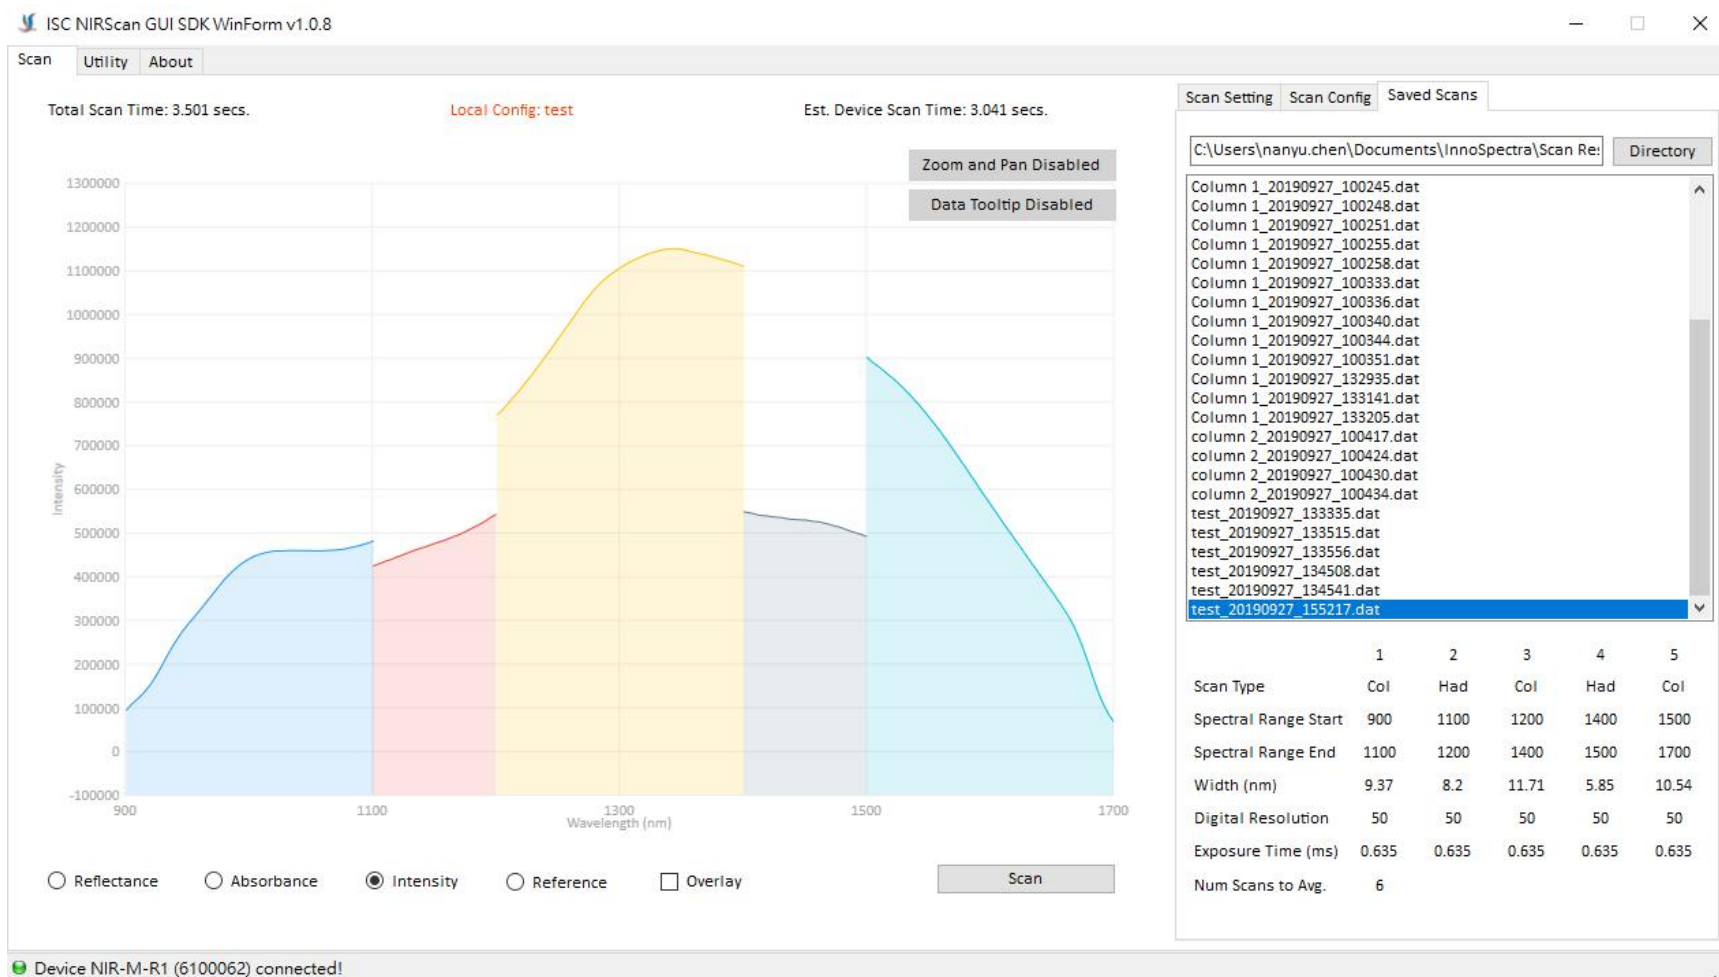 ISC NIRScan GUI SDK WinForm v1.0.8
Scan Utility About
Total Scan Time: 3.501 secs.
Local Config: test
Est. Device Scan Time: 3.041 secs.
Zoom and Pan Disabled
Data Tooltip Disabled
1300000
1200000
1100000
1000000
900000
800000
700000
600000
500000
400000
300000
200000
100000
0
-100000
Intensity
900 1100 1300 1500 1700
Wavelength (nm)
Reflectance Absorbance Intensity Reference Overlay
Scan
Scan Setting Scan Config Saved Scans
C:\Users\nanyu.chen\Documents\InnoSpectra\Scan Re
Directory
Column 1_20190927_100245.dat
Column 1_20190927_100248.dat
Column 1_20190927_100251.dat
Column 1_20190927_100255.dat
Column 1_20190927_100258.dat
Column 1_20190927_100333.dat
Column 1_20190927_100336.dat
Column 1_20190927_100340.dat
Column 1_20190927_100344.dat
Column 1_20190927_100351.dat
Column 1_20190927_132935.dat
Column 1_20190927_133141.dat
Column 1_20190927_133205.dat
column 2_20190927_100417.dat
column 2_20190927_100424.dat
column 2_20190927_100430.dat
column 2_20190927_100434.dat
test_20190927_133335.dat
test_20190927_133515.dat
test_20190927_133556.dat
test_20190927_134508.dat
test_20190927_134541.dat
test_20190927_155217.dat
1 2 3 4 5
Scan Type Col Had Col Had Col
Spectral Range Start 900 1100 1200 1400 1500
Spectral Range End 1100 1200 1400 1500 1700
Width (nm) 9.37 8.2 11.71 5.85 10.54
Digital Resolution 50 50 50 50 50
Exposure Time (ms) 0.635 0.635 0.635 0.635 0.635
Num Scans to Avg. 6
Device NIR-M-R1 (6100062) connected!